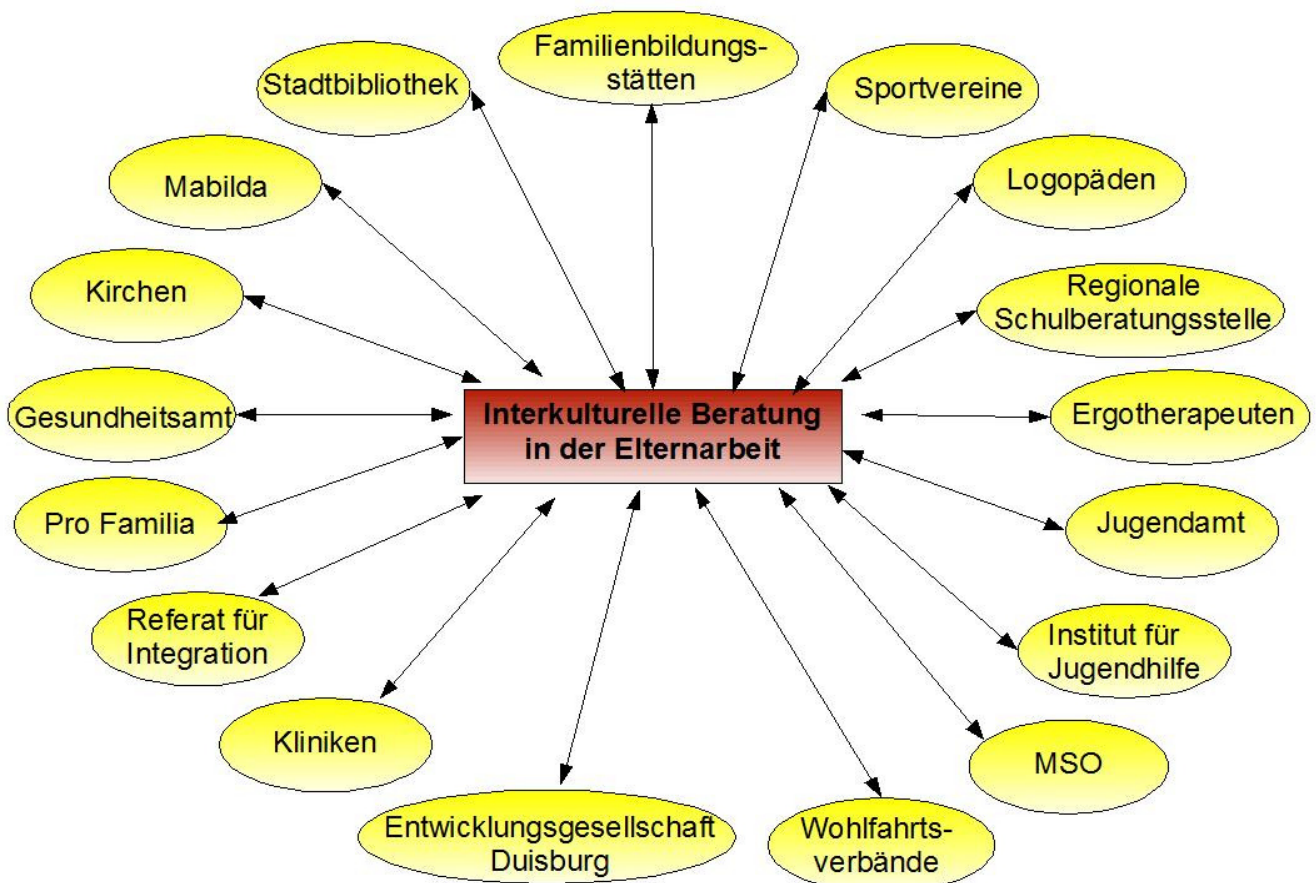 Familienbildungs-
stätten
Stadtbibliothek
Sportvereine
Mabilda
Logopäden
Kirchen
Regionale
Schulberatungsstelle
Gesundheitsamt
Interkulturelle Beratung
in der Elternarbeit
Ergotherapeuten
Pro Familia
Jugendamt
Referat für
Integration
Institut für
Jugendhilfe
Kliniken
MSO
Entwicklungsgesellschaft
Duisburg
Wohlfahrts-
verbände